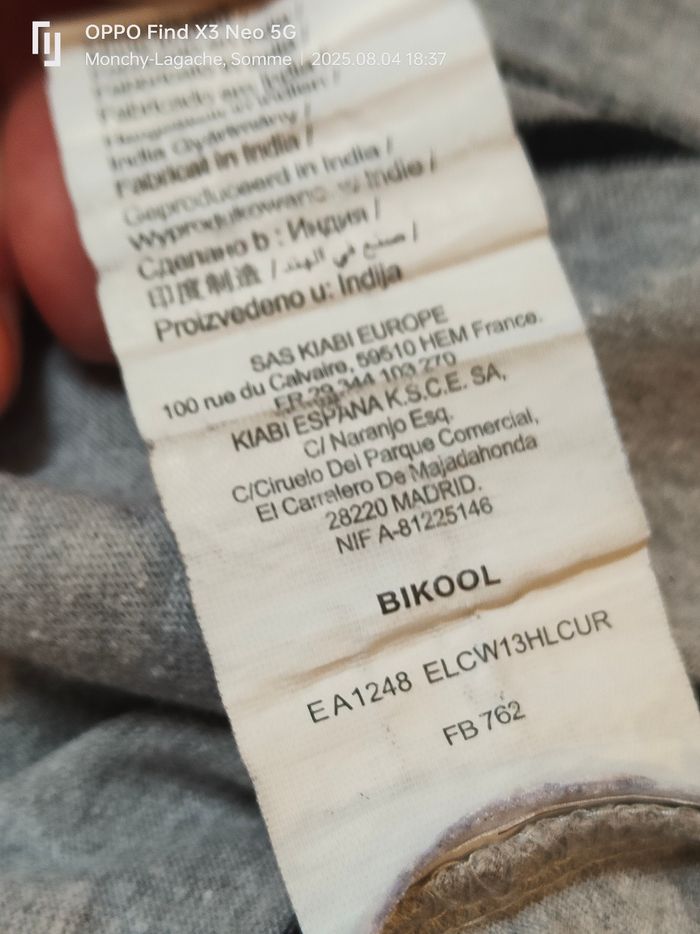 OPPO Find X3 Neo 5G
Monchy-Lagache, Somme | 2025.08.04 18:37
India
Fabricat in India /
Geproduceerd in India /
Wyprodukowano w Indie /
Сделано b : Индия /
印度制造 / صنع في الهند /
Proizvedeno u: Indija
SAS KIABI EUROPE
100 rue du Calvaire, 59510 HEM France.
FR 29 344 103 270
KIABI ESPANA K.S.C.E. SA,
C/ Naranjo Esq.
C/Ciruelo Del Parque Comercial,
El Carralero De Majadahonda
28220 MADRID.
NIF A-81225146
BIKOOL
EA1248 ELCW13HLCUR
FB 762